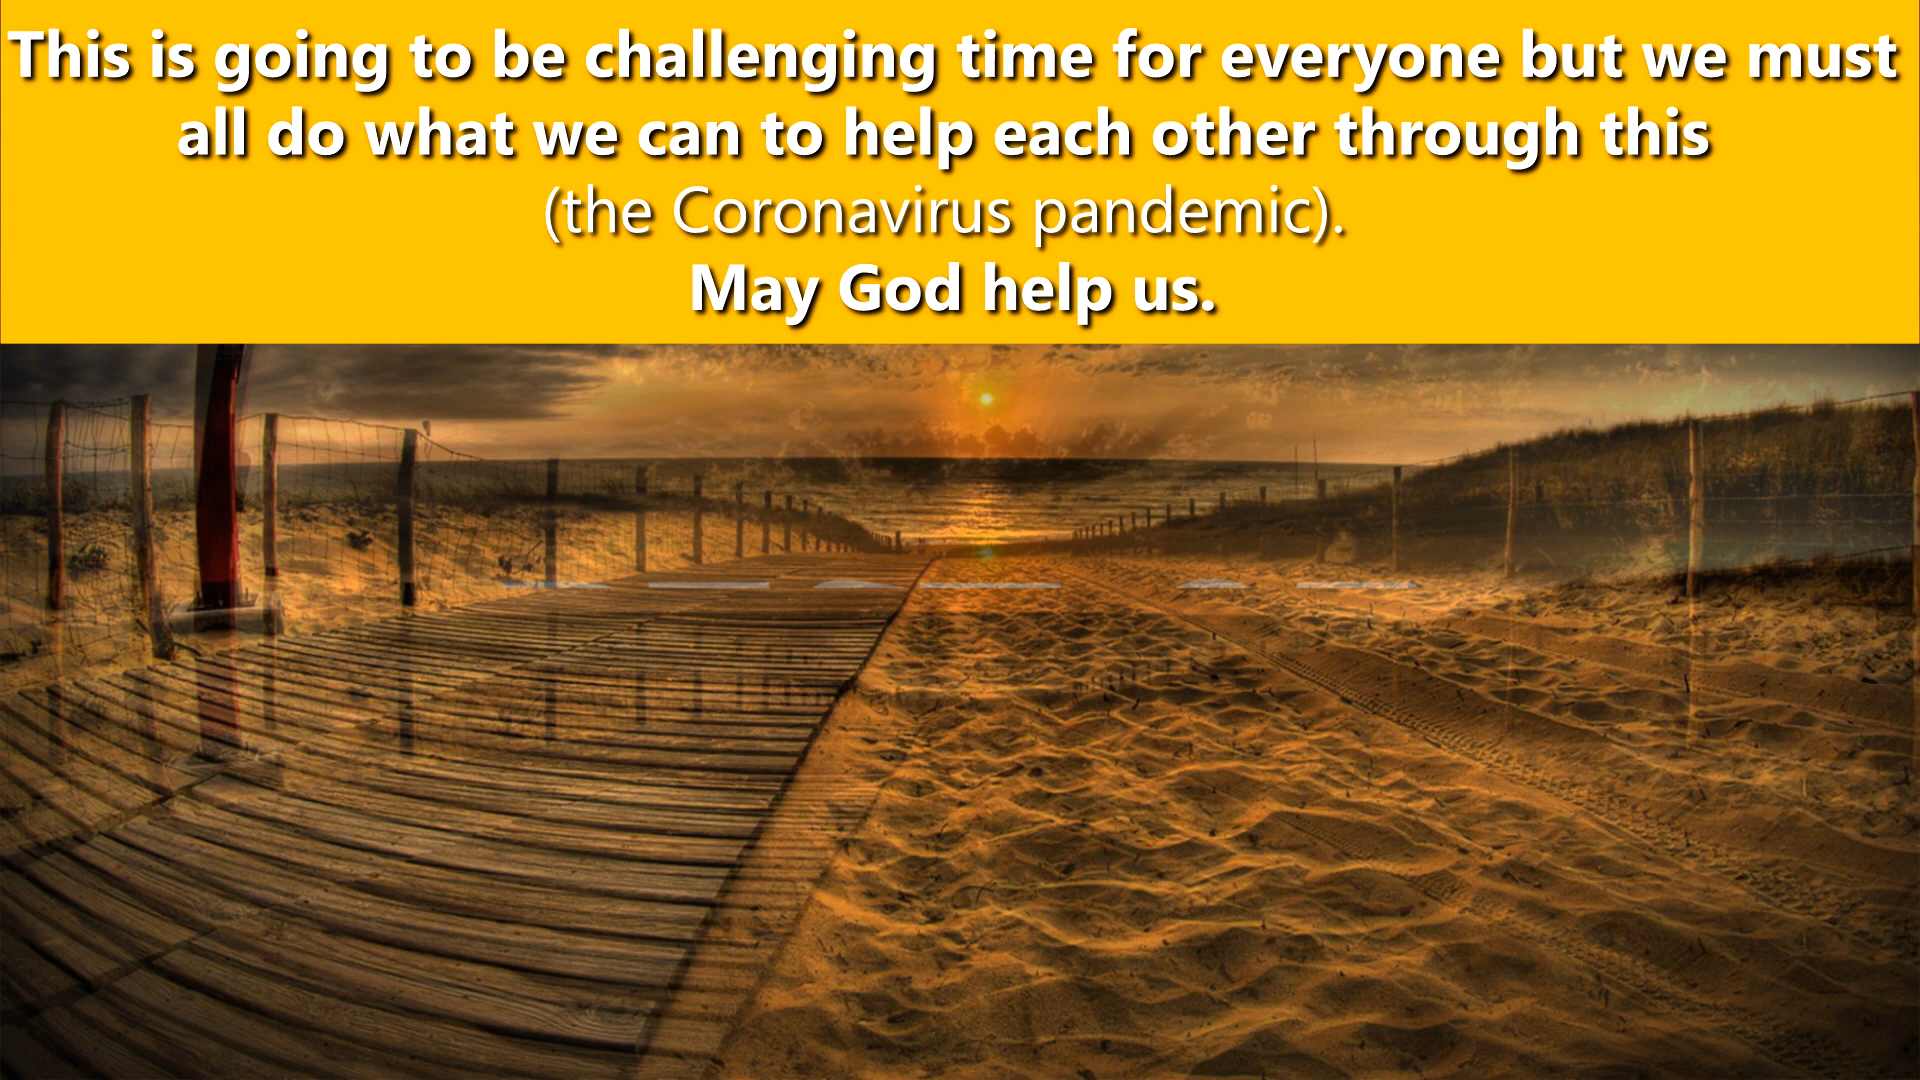 This is going to be challenging time for everyone but we must
all do what we can to help each other through this
(the Coronavirus pandemic).
May God help us.